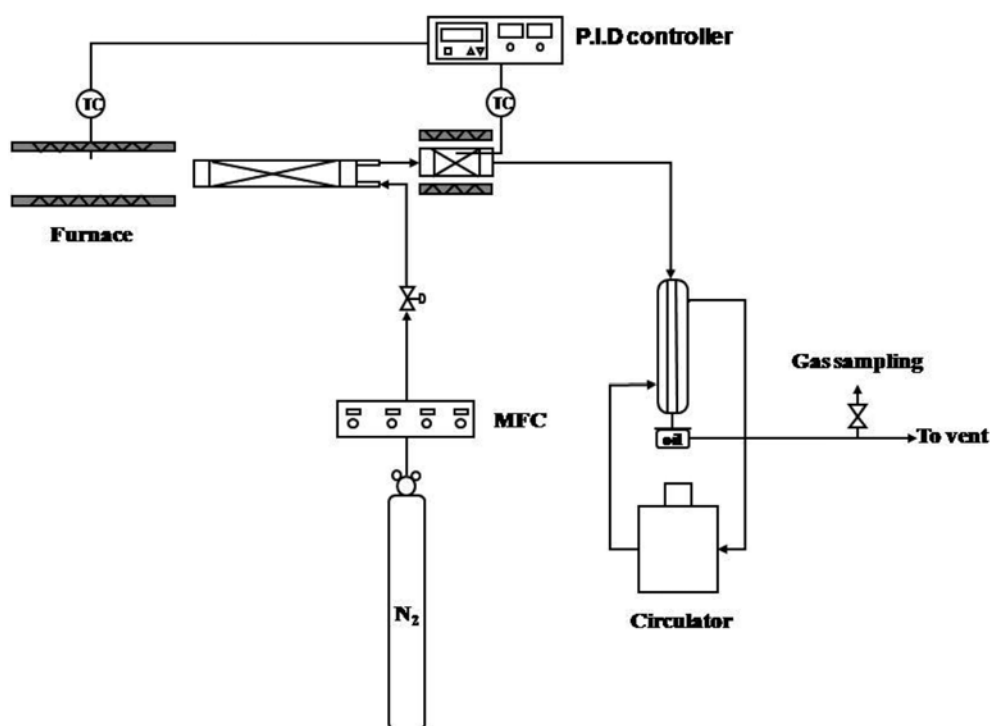 P.I.D controller
TC
TC
Furnace
Gas sampling
MFC
oil
To vent
N₂
Circulator